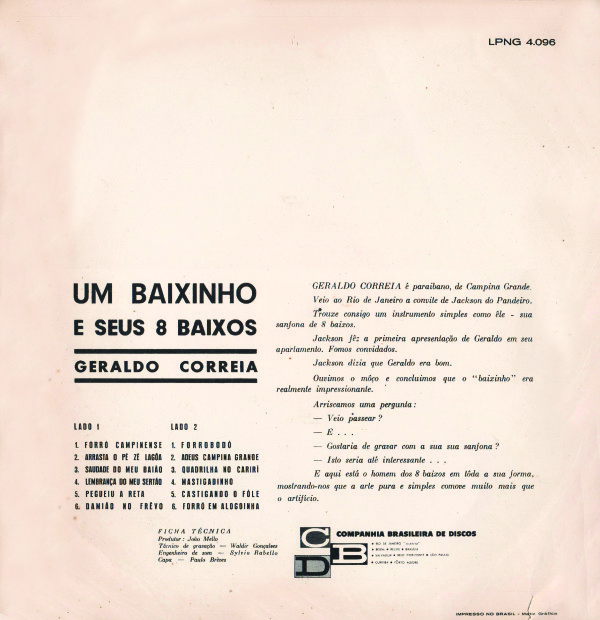 LPNG 4.096
UM BAIXINHO
E SEUS 8 BAIXOS
GERALDO CORREIA
LADO 1
1. FORRÓ CAMPINENSE
2. ARRASTA O PÉ ZÉ LAGÔA
3. SAUDADE DO MEU BAIÃO
4. LEMBRANÇA DO MEU SERTÃO
5. PEGUEIU A RETA
6. DAMIÃO NO FRÊVO
LADO 2
1. FORROBODÓ
2. ADEUS CAMPINA GRANDE
3. QUADRILHA NO CARIRÍ
4. MASTIGADINHO
5. CASTIGANDO O FÓLE
6. FORRÓ EM ALOGOINHA
FICHA TÉCNICA
Produtor : João Mello
Técnico de gravação — Waldir Gonçalves
Engenheiro de som — Sylvio Rabello
Capa — Paulo Brèves
GERALDO CORREIA é paraibano, de Campina Grande.
Veio ao Rio de Janeiro a convite de Jackson do Pandeiro.
Trouxe consigo um instrumento simples como êle - sua
sanfona de 8 baixos.
Jackson fêz a primeira apresentação de Geraldo em seu
apartamento. Fomos convidados.
Jackson dizia que Geraldo era bom.
Ouvimos o môço e concluimos que o "baixinho" era
realmente impressionante.
Arriscamos uma pergunta :
— Veio passear ?
— E . . .
— Gostaria de gravar com a sua sua sanfona ?
— Isto seria até interessante . . .
E aqui está o homem dos 8 baixos em tôda a sua forma,
mostrando-nos que a arte pura e simples comove muito mais que
o artifício.
CBD
COMPANHIA BRASILEIRA DE DISCOS
IMPRESSO NO BRASIL -